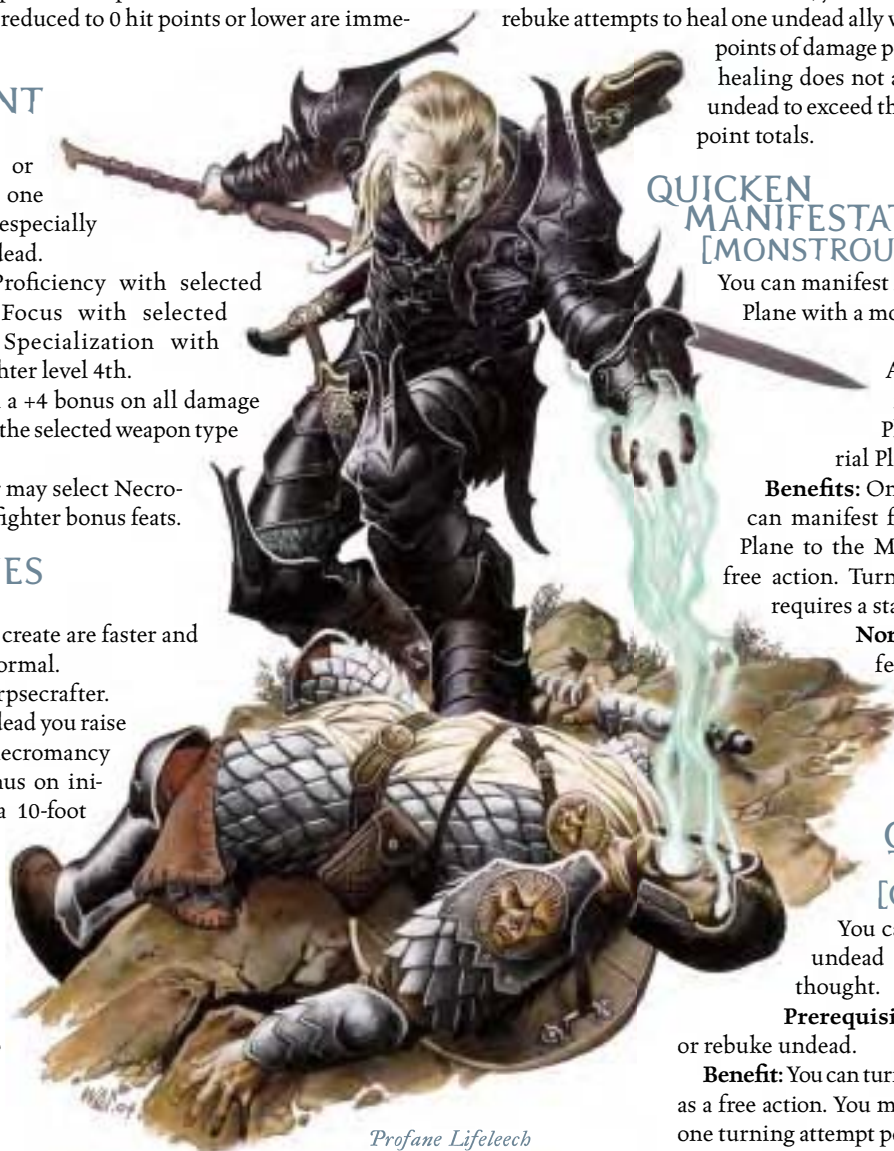 reduced to 0 hit points or lower are imme-
NT
or
one
especially
dead.
Proficiency with selected
Focus with selected
Specialization with
hter level 4th.
a +4 bonus on all damage
the selected weapon type
may select Necro-
fighter bonus feats.
ES
create are faster and
ormal.
rpsecrafter.
dead you raise
necromancy
nus on ini-
a 10-foot
rebuke attempts to heal one undead ally w
points of damage p
healing does not a
undead to exceed th
point totals.
QUICKEN
MANIFESTAT
[MONSTROU
You can manifest
Plane with a mo
A
Pl
rial Pl
Benefits: On
can manifest f
Plane to the M
free action. Turn
requires a sta
Nor
fe
[
You ca
undead
thought.
Prerequisi
or rebuke undead.
Benefit: You can turn
as a free action. You m
one turning attempt pe
Profane Lifeleech